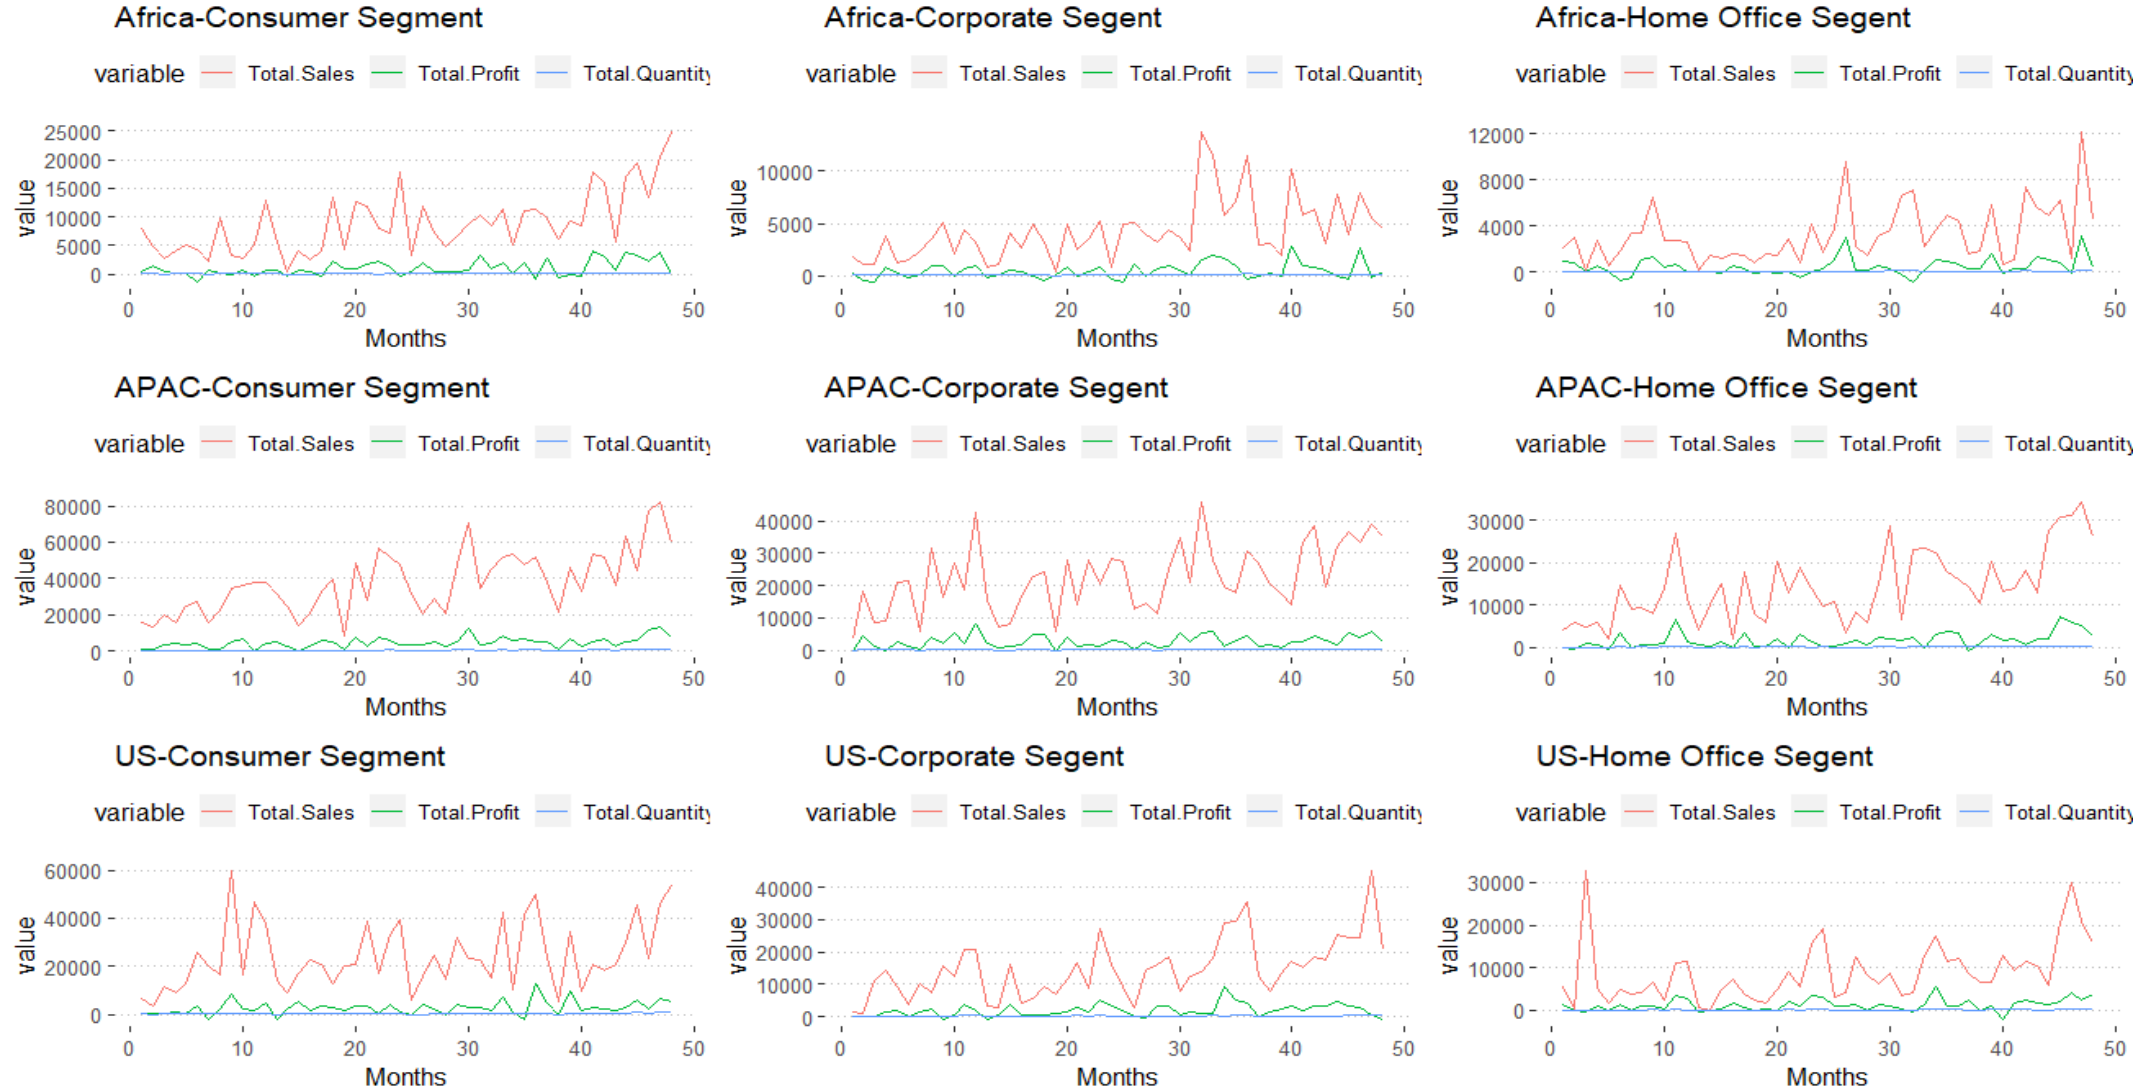 Africa-Consumer Segment
variable Total.Sales Total.Profit Total.Quantity
value
25000
20000
15000
10000
5000
0
0 10 20 30 40 50
Months
Africa-Corporate Segent
variable Total.Sales Total.Profit Total.Quantity
value
10000
5000
0
0 10 20 30 40 50
Months
Africa-Home Office Segent
variable Total.Sales Total.Profit Total.Quantity
value
12000
8000
4000
0
0 10 20 30 40 50
Months
APAC-Consumer Segment
variable Total.Sales Total.Profit Total.Quantity
value
80000
60000
40000
20000
0
0 10 20 30 40 50
Months
APAC-Corporate Segent
variable Total.Sales Total.Profit Total.Quantity
value
40000
30000
20000
10000
0
0 10 20 30 40 50
Months
APAC-Home Office Segent
variable Total.Sales Total.Profit Total.Quantity
value
30000
20000
10000
0
0 10 20 30 40 50
Months
US-Consumer Segment
variable Total.Sales Total.Profit Total.Quantity
value
60000
40000
20000
0
0 10 20 30 40 50
Months
US-Corporate Segent
variable Total.Sales Total.Profit Total.Quantity
value
40000
30000
20000
10000
0
0 10 20 30 40 50
Months
US-Home Office Segent
variable Total.Sales Total.Profit Total.Quantity
value
30000
20000
10000
0
0 10 20 30 40 50
Months